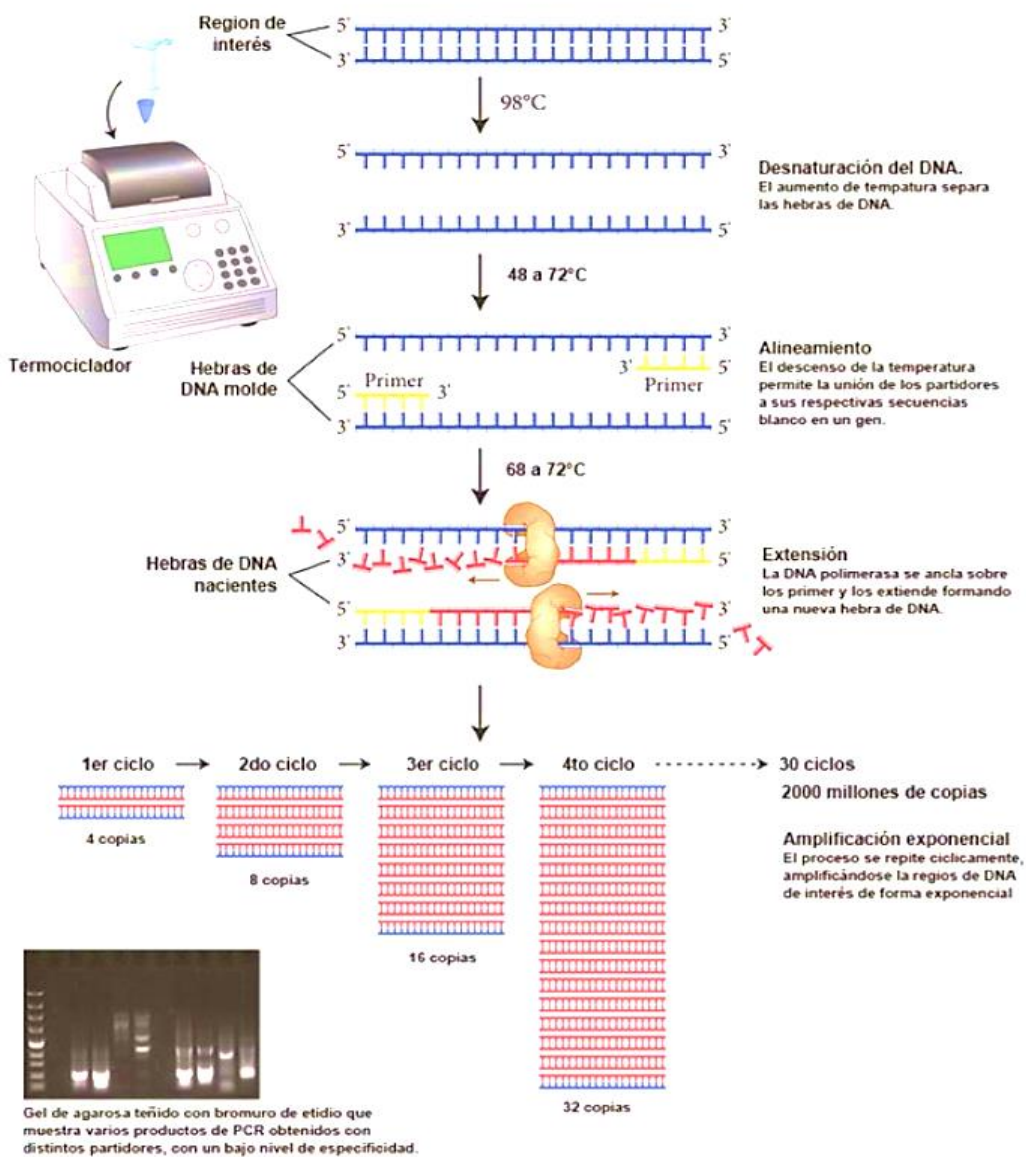 Region de
interés
5' 3'
3' 5'
98°C
5' 3'
3' 5'
Desnaturación del DNA.
El aumento de tempatura separa
las hebras de DNA.
48 a 72°C
Termociclador
Hebras de
DNA molde
5' 3'
3' 5'
Primer
Primer
5' 3'
3' 5'
Alineamiento
El descenso de la temperatura
permite la unión de los partidores
a sus respectivas secuencias
blanco en un gen.
68 a 72°C
Hebras de DNA
nacientes
5' 3'
3' 5'
5' 3'
3' 5'
Extensión
La DNA polimerasa se ancla sobre
los primer y los extiende formando
una nueva hebra de DNA.
1er ciclo 2do ciclo 3er ciclo 4to ciclo 30 ciclos
2000 millones de copias
4 copias
8 copias
16 copias
32 copias
Amplificación exponencial
El proceso se repite ciclicamente,
amplificándose la regios de DNA
de interés de forma exponencial
Gel de agarosa teñido con bromuro de etidio que
muestra varios productos de PCR obtenidos con
distintos partidores, con un bajo nivel de especificidad.